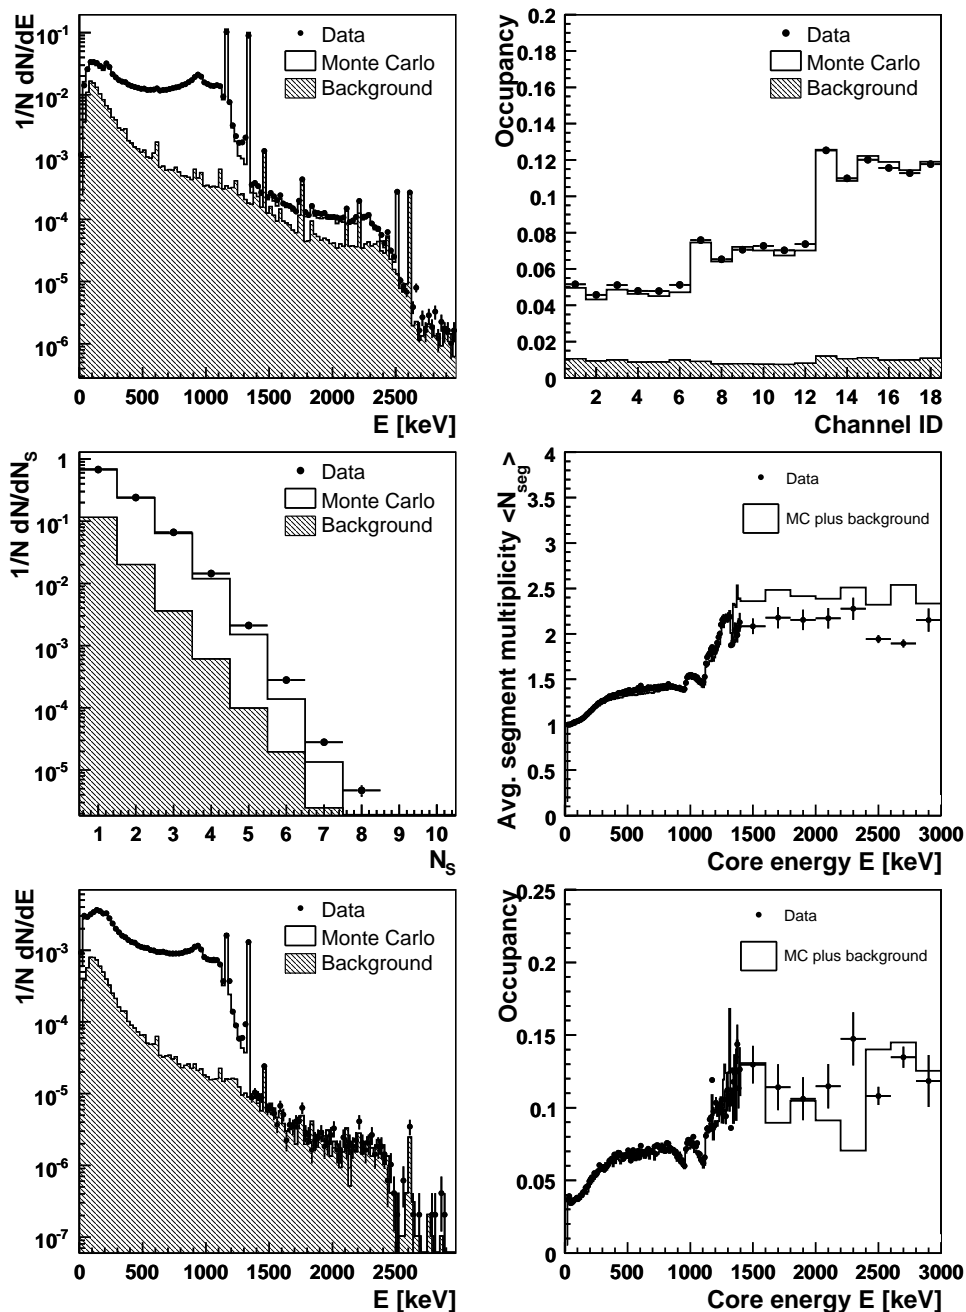 1/N dN/dE
10^-1
10^-2
10^-3
10^-4
10^-5
10^-6
Data
Monte Carlo
Background
0 500 1000 1500 2000 2500
E [keV]
Occupancy
0.2
0.18
0.16
0.14
0.12
0.10
0.08
0.06
0.04
0.02
0
Data
Monte Carlo
Background
2 4 6 8 10 12 14 16 18
Channel ID
1/N dN/dN_S
1
10^-1
10^-2
10^-3
10^-4
10^-5
Data
Monte Carlo
Background
1 2 3 4 5 6 7 8 9 10
N_S
Avg. segment multiplicity <N_seg>
4
3.5
3
2.5
2
1.5
1
0.5
0
Data
MC plus background
0 500 1000 1500 2000 2500 3000
Core energy E [keV]
1/N dN/dE
10^-3
10^-4
10^-5
10^-6
10^-7
Data
Monte Carlo
Background
0 500 1000 1500 2000 2500
E [keV]
Occupancy
0.25
0.20
0.15
0.10
0.05
0
Data
MC plus background
0 500 1000 1500 2000 2500 3000
Core energy E [keV]